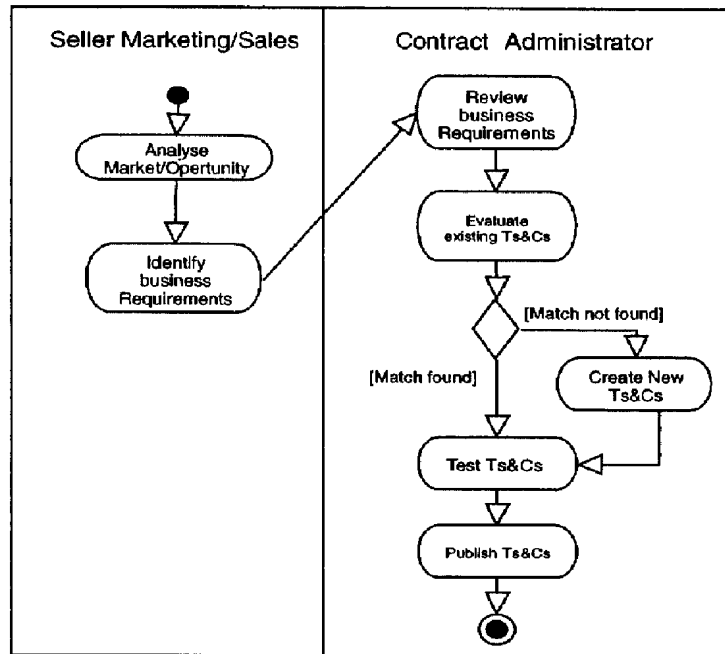 Seller Marketing/Sales
Analyse
Market/Opertunity
Identify
business
Requirements
Contract Administrator
Review
business
Requirements
Evaluate
existing Ts&Cs
[Match not found]
[Match found]
Create New
Ts&Cs
Test Ts&Cs
Publish Ts&Cs